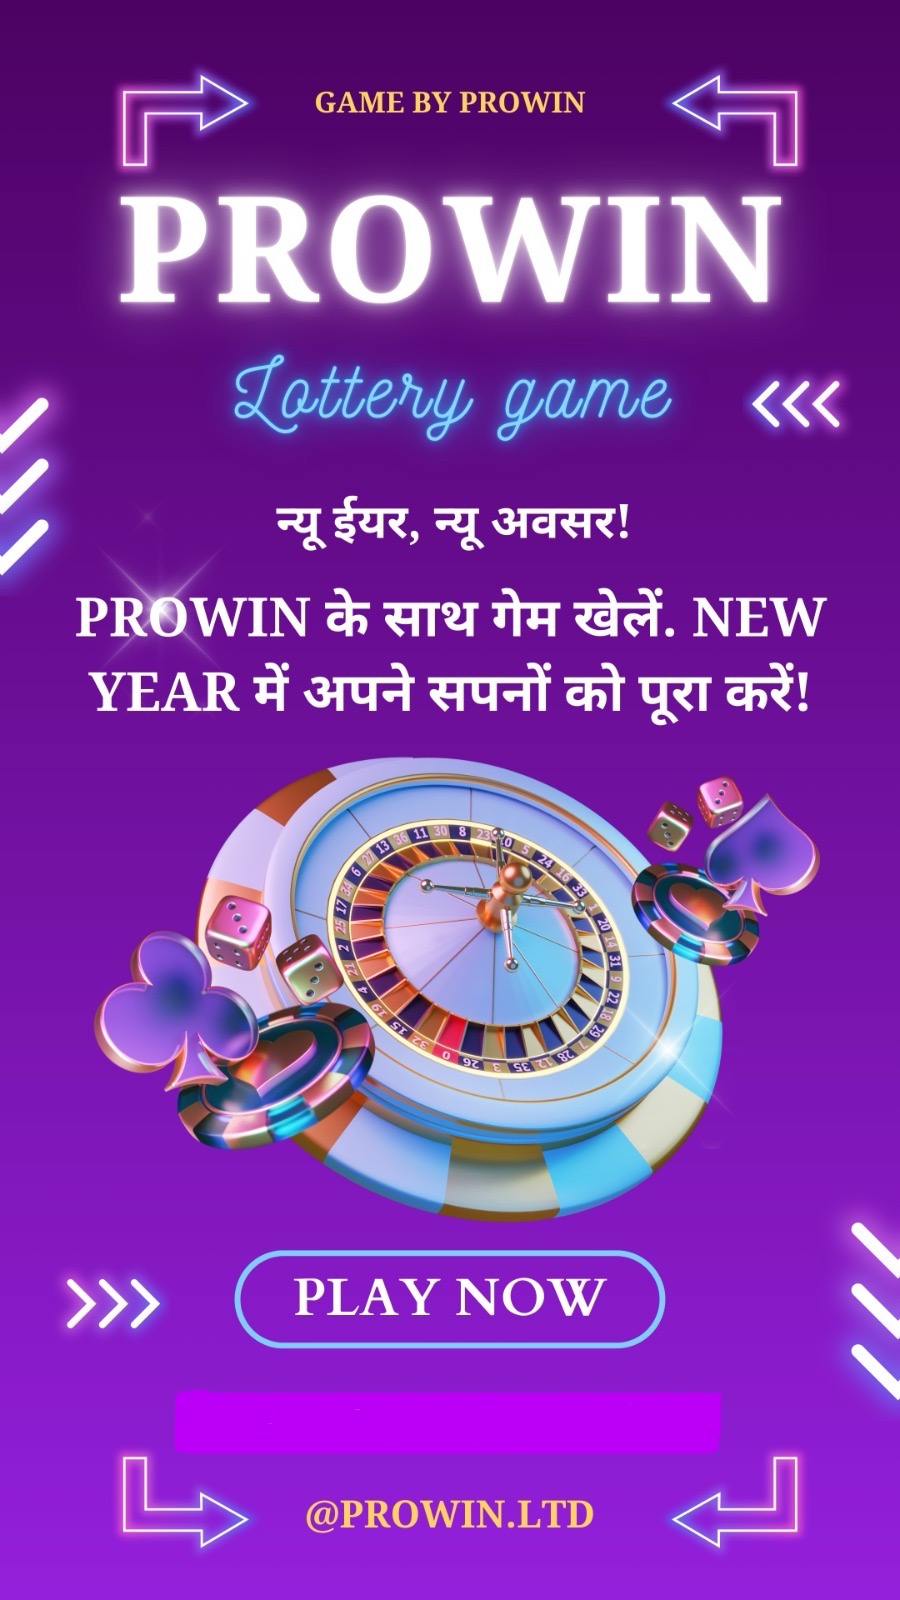 GAME BY PROWIN
PROWIN
Lottery game
न्यू ईयर, न्यू अवसर!
PROWIN के साथ गेम खेलें. NEW
YEAR में अपने सपनों को पूरा करें!
PLAY NOW
@PROWIN.LTD